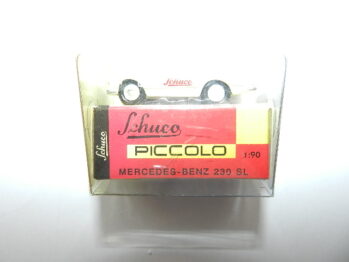 Schuco
Schuco
Schuco
PICCOLO
1:90
MERCEDES-BENZ 230 SL